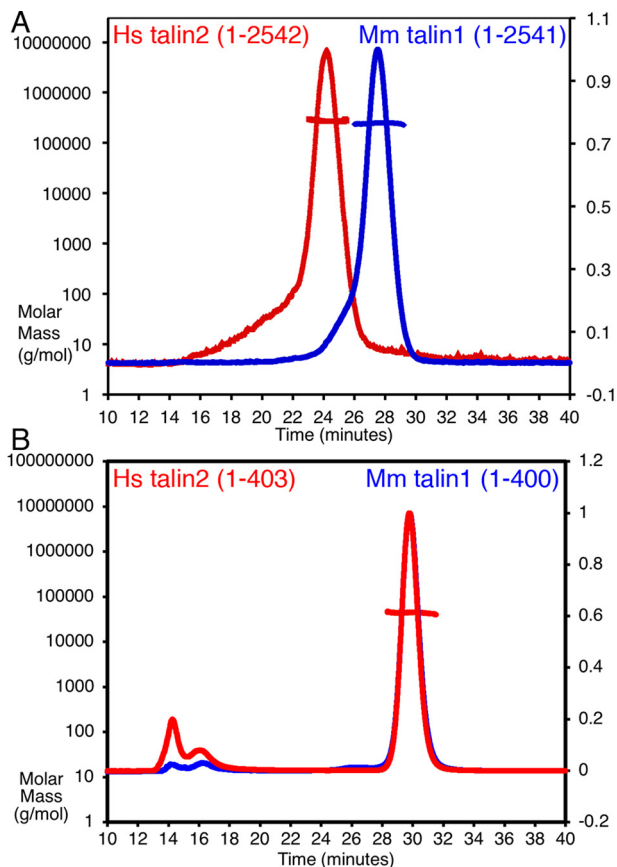 A
Hs talin2 (1-2542) Mm talin1 (1-2541)
10000000
1000000
100000
10000
1000
100
10
1
Molar
Mass
(g/mol)
1.1
0.9
0.7
0.5
0.3
0.1
-0.1
10 12 14 16 18 20 22 24 26 28 30 32 34 36 38 40
Time (minutes)
B
Hs talin2 (1-403) Mm talin1 (1-400)
100000000
10000000
1000000
100000
10000
1000
100
10
1
Molar
Mass
(g/mol)
1.2
1
0.8
0.6
0.4
0.2
0
-0.2
10 12 14 16 18 20 22 24 26 28 30 32 34 36 38 40
Time (minutes)